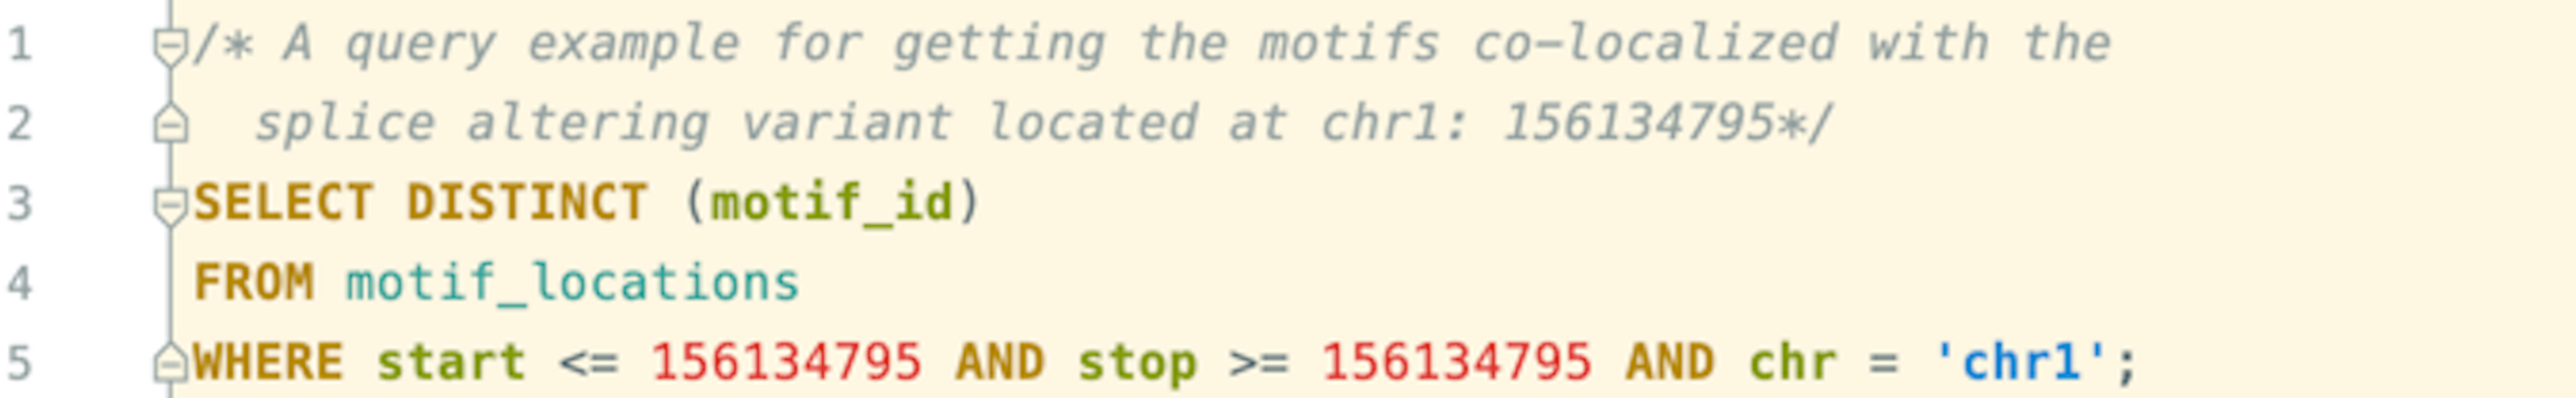 1 /* A query example for getting the motifs co-localized with the
2 splice altering variant located at chr1: 156134795*/
3 SELECT DISTINCT (motif_id)
4 FROM motif_locations
5 WHERE start <= 156134795 AND stop >= 156134795 AND chr = 'chr1';